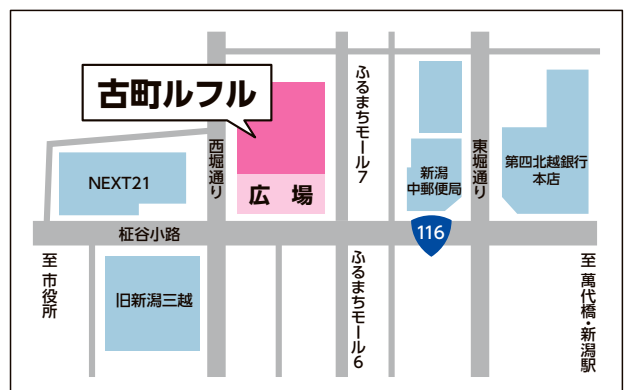 古町ルフル
広場
NEXT21
西堀通り
ふるまちモール7
新潟
中郵便局
東堀通り
第四北越銀行
本店
柾谷小路
116
至 市役所
旧新潟三越
ふるまちモール6
至 萬代橋・新潟駅